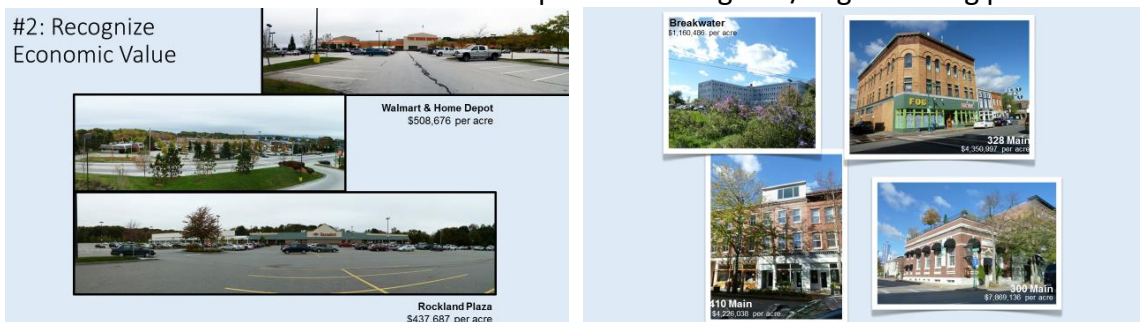 #2: Recognize
Economic Value
Walmart & Home Depot
$508,676 per acre
Rockland Plaza
$437,687 per acre
Breakwater
$1,160,486 per acre
FOG
328 Main
$4,350,997 per acre
410 Main
$4,226,038 per acre
300 Main
$7,869,136 per acre